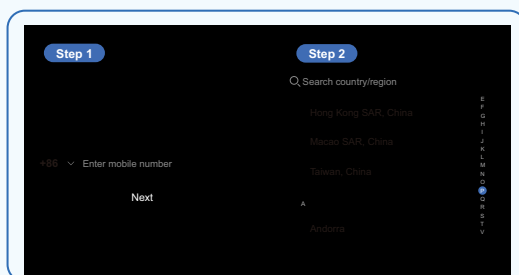 Step 1
+86 Enter mobile number
Next
Step 2
Search country/region
Hong Kong SAR, China
Macao SAR, China
Taiwan, China
A
Andorra
E
F
G
H
I
J
K
L
M
N
O
P
Q
R
S
T
V